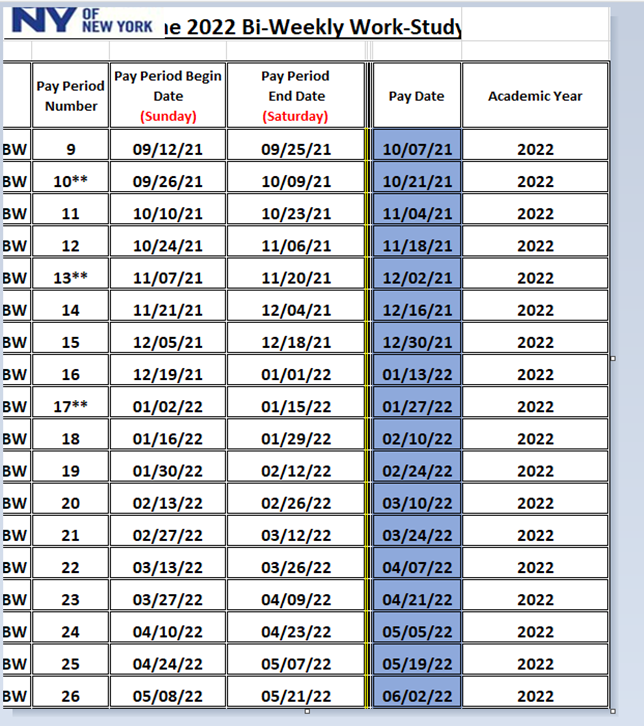 NY OF
NEW YORK
ne 2022 Bi-Weekly Work-Study
Pay Period Number | Pay Period Begin Date (Sunday) | Pay Period End Date (Saturday) | Pay Date | Academic Year
BW 9 09/12/21 09/25/21 10/07/21 2022
BW 10** 09/26/21 10/09/21 10/21/21 2022
BW 11 10/10/21 10/23/21 11/04/21 2022
BW 12 10/24/21 11/06/21 11/18/21 2022
BW 13** 11/07/21 11/20/21 12/02/21 2022
BW 14 11/21/21 12/04/21 12/16/21 2022
BW 15 12/05/21 12/18/21 12/30/21 2022
BW 16 12/19/21 01/01/22 01/13/22 2022
BW 17** 01/02/22 01/15/22 01/27/22 2022
BW 18 01/16/22 01/29/22 02/10/22 2022
BW 19 01/30/22 02/12/22 02/24/22 2022
BW 20 02/13/22 02/26/22 03/10/22 2022
BW 21 02/27/22 03/12/22 03/24/22 2022
BW 22 03/13/22 03/26/22 04/07/22 2022
BW 23 03/27/22 04/09/22 04/21/22 2022
BW 24 04/10/22 04/23/22 05/05/22 2022
BW 25 04/24/22 05/07/22 05/19/22 2022
BW 26 05/08/22 05/21/22 06/02/22 2022